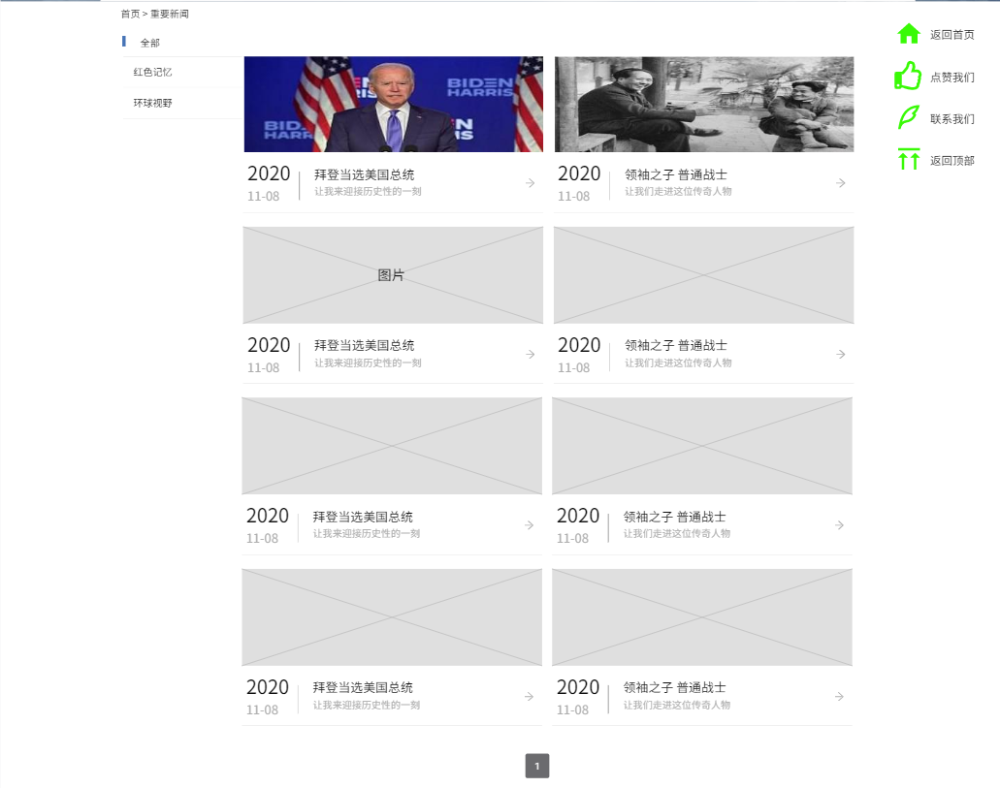 首页 > 重要新闻
全部
红色记忆
环球视野
返回首页
点赞我们
联系我们
返回顶部
BIDEN
HARRIS
2020
11-08
拜登当选美国总统
让我来迎接历史性的一刻
2020
11-08
领袖之子 普通战士
让我们走进这位传奇人物
图片
2020
11-08
拜登当选美国总统
让我来迎接历史性的一刻
2020
11-08
领袖之子 普通战士
让我们走进这位传奇人物
2020
11-08
拜登当选美国总统
让我来迎接历史性的一刻
2020
11-08
领袖之子 普通战士
让我们走进这位传奇人物
2020
11-08
拜登当选美国总统
让我来迎接历史性的一刻
2020
11-08
领袖之子 普通战士
让我们走进这位传奇人物
1